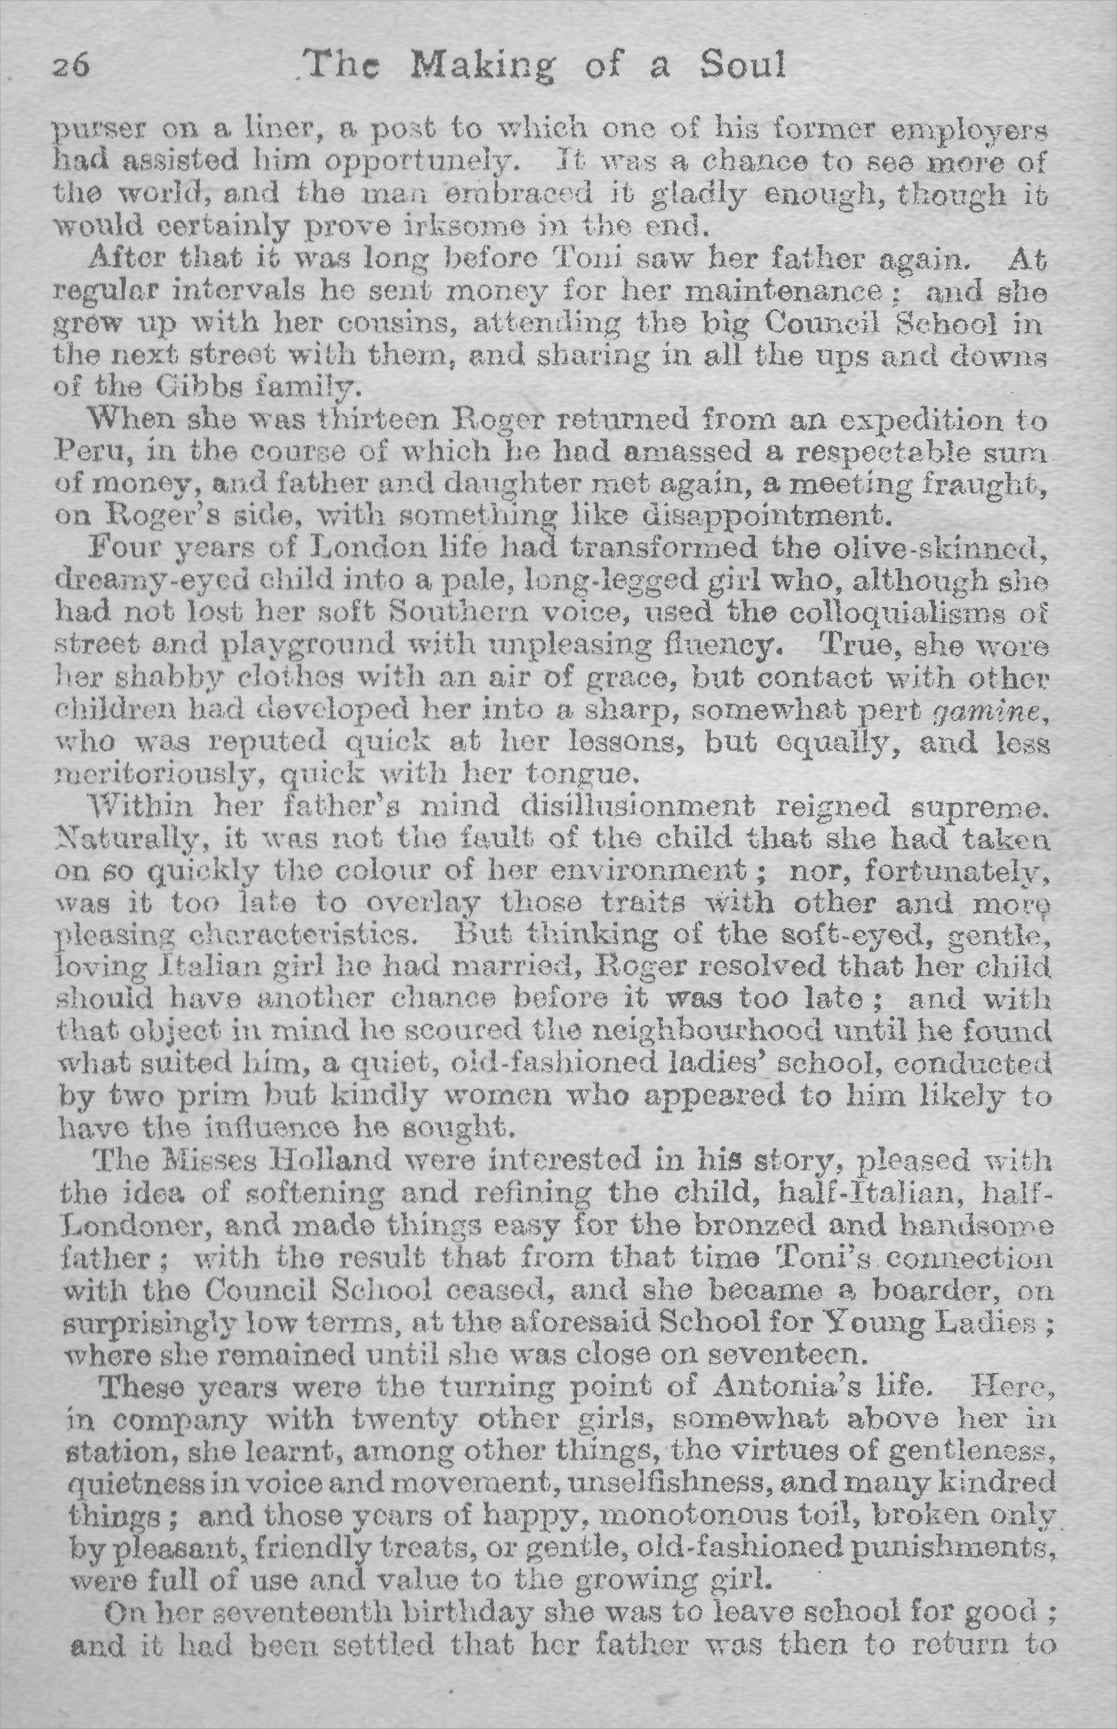 26 The Making of a Soul
purser on a liner, a post to which one of his former employers
had assisted him opportunely. It was a chance to see more of
the world, and the man embraced it gladly enough, though it
would certainly prove irksome in the end.
After that it was long before Toni saw her father again. At
regular intervals he sent money for her maintenance; and she
grew up with her cousins, attending the big Council School in
the next street with them, and sharing in all the ups and downs
of the Gibbs family.
When she was thirteen Roger returned from an expedition to
Peru, in the course of which he had amassed a respectable sum
of money, and father and daughter met again, a meeting fraught,
on Roger's side, with something like disappointment.
Four years of London life had transformed the olive-skinned,
dreamy-eyed child into a pale, long-legged girl who, although she
had not lost her soft Southern voice, used the colloquialisms of
street and playground with unpleasing fluency. True, she wore
her shabby clothes with an air of grace, but contact with other
children had developed her into a sharp, somewhat pert gamine,
who was reputed quick at her lessons, but equally, and less
meritoriously, quick with her tongue.
Within her father's mind disillusionment reigned supreme.
Naturally, it was not the fault of the child that she had taken
on so quickly the colour of her environment; nor, fortunately,
was it too late to overlay those traits with other and more
pleasing characteristics. But thinking of the soft-eyed, gentle,
loving Italian girl he had married, Roger resolved that her child
should have another chance before it was too late; and with
that object in mind he scoured the neighbourhood until he found
what suited him, a quiet, old-fashioned ladies' school, conducted
by two prim but kindly women who appeared to him likely to
have the influence he sought.
The Misses Holland were interested in his story, pleased with
the idea of softening and refining the child, half-Italian, half-
Londoner, and made things easy for the bronzed and handsome
father; with the result that from that time Toni's connection
with the Council School ceased, and she became a boarder, on
surprisingly low terms, at the aforesaid School for Young Ladies;
where she remained until she was close on seventeen.
These years were the turning point of Antonia's life. Here,
in company with twenty other girls, somewhat above her in
station, she learnt, among other things, the virtues of gentleness,
quietness in voice and movement, unselfishness, and many kindred
things; and those years of happy, monotonous toil, broken only
by pleasant, friendly treats, or gentle, old-fashioned punishments,
were full of use and value to the growing girl.
On her seventeenth birthday she was to leave school for good;
and it had been settled that her father was then to return to